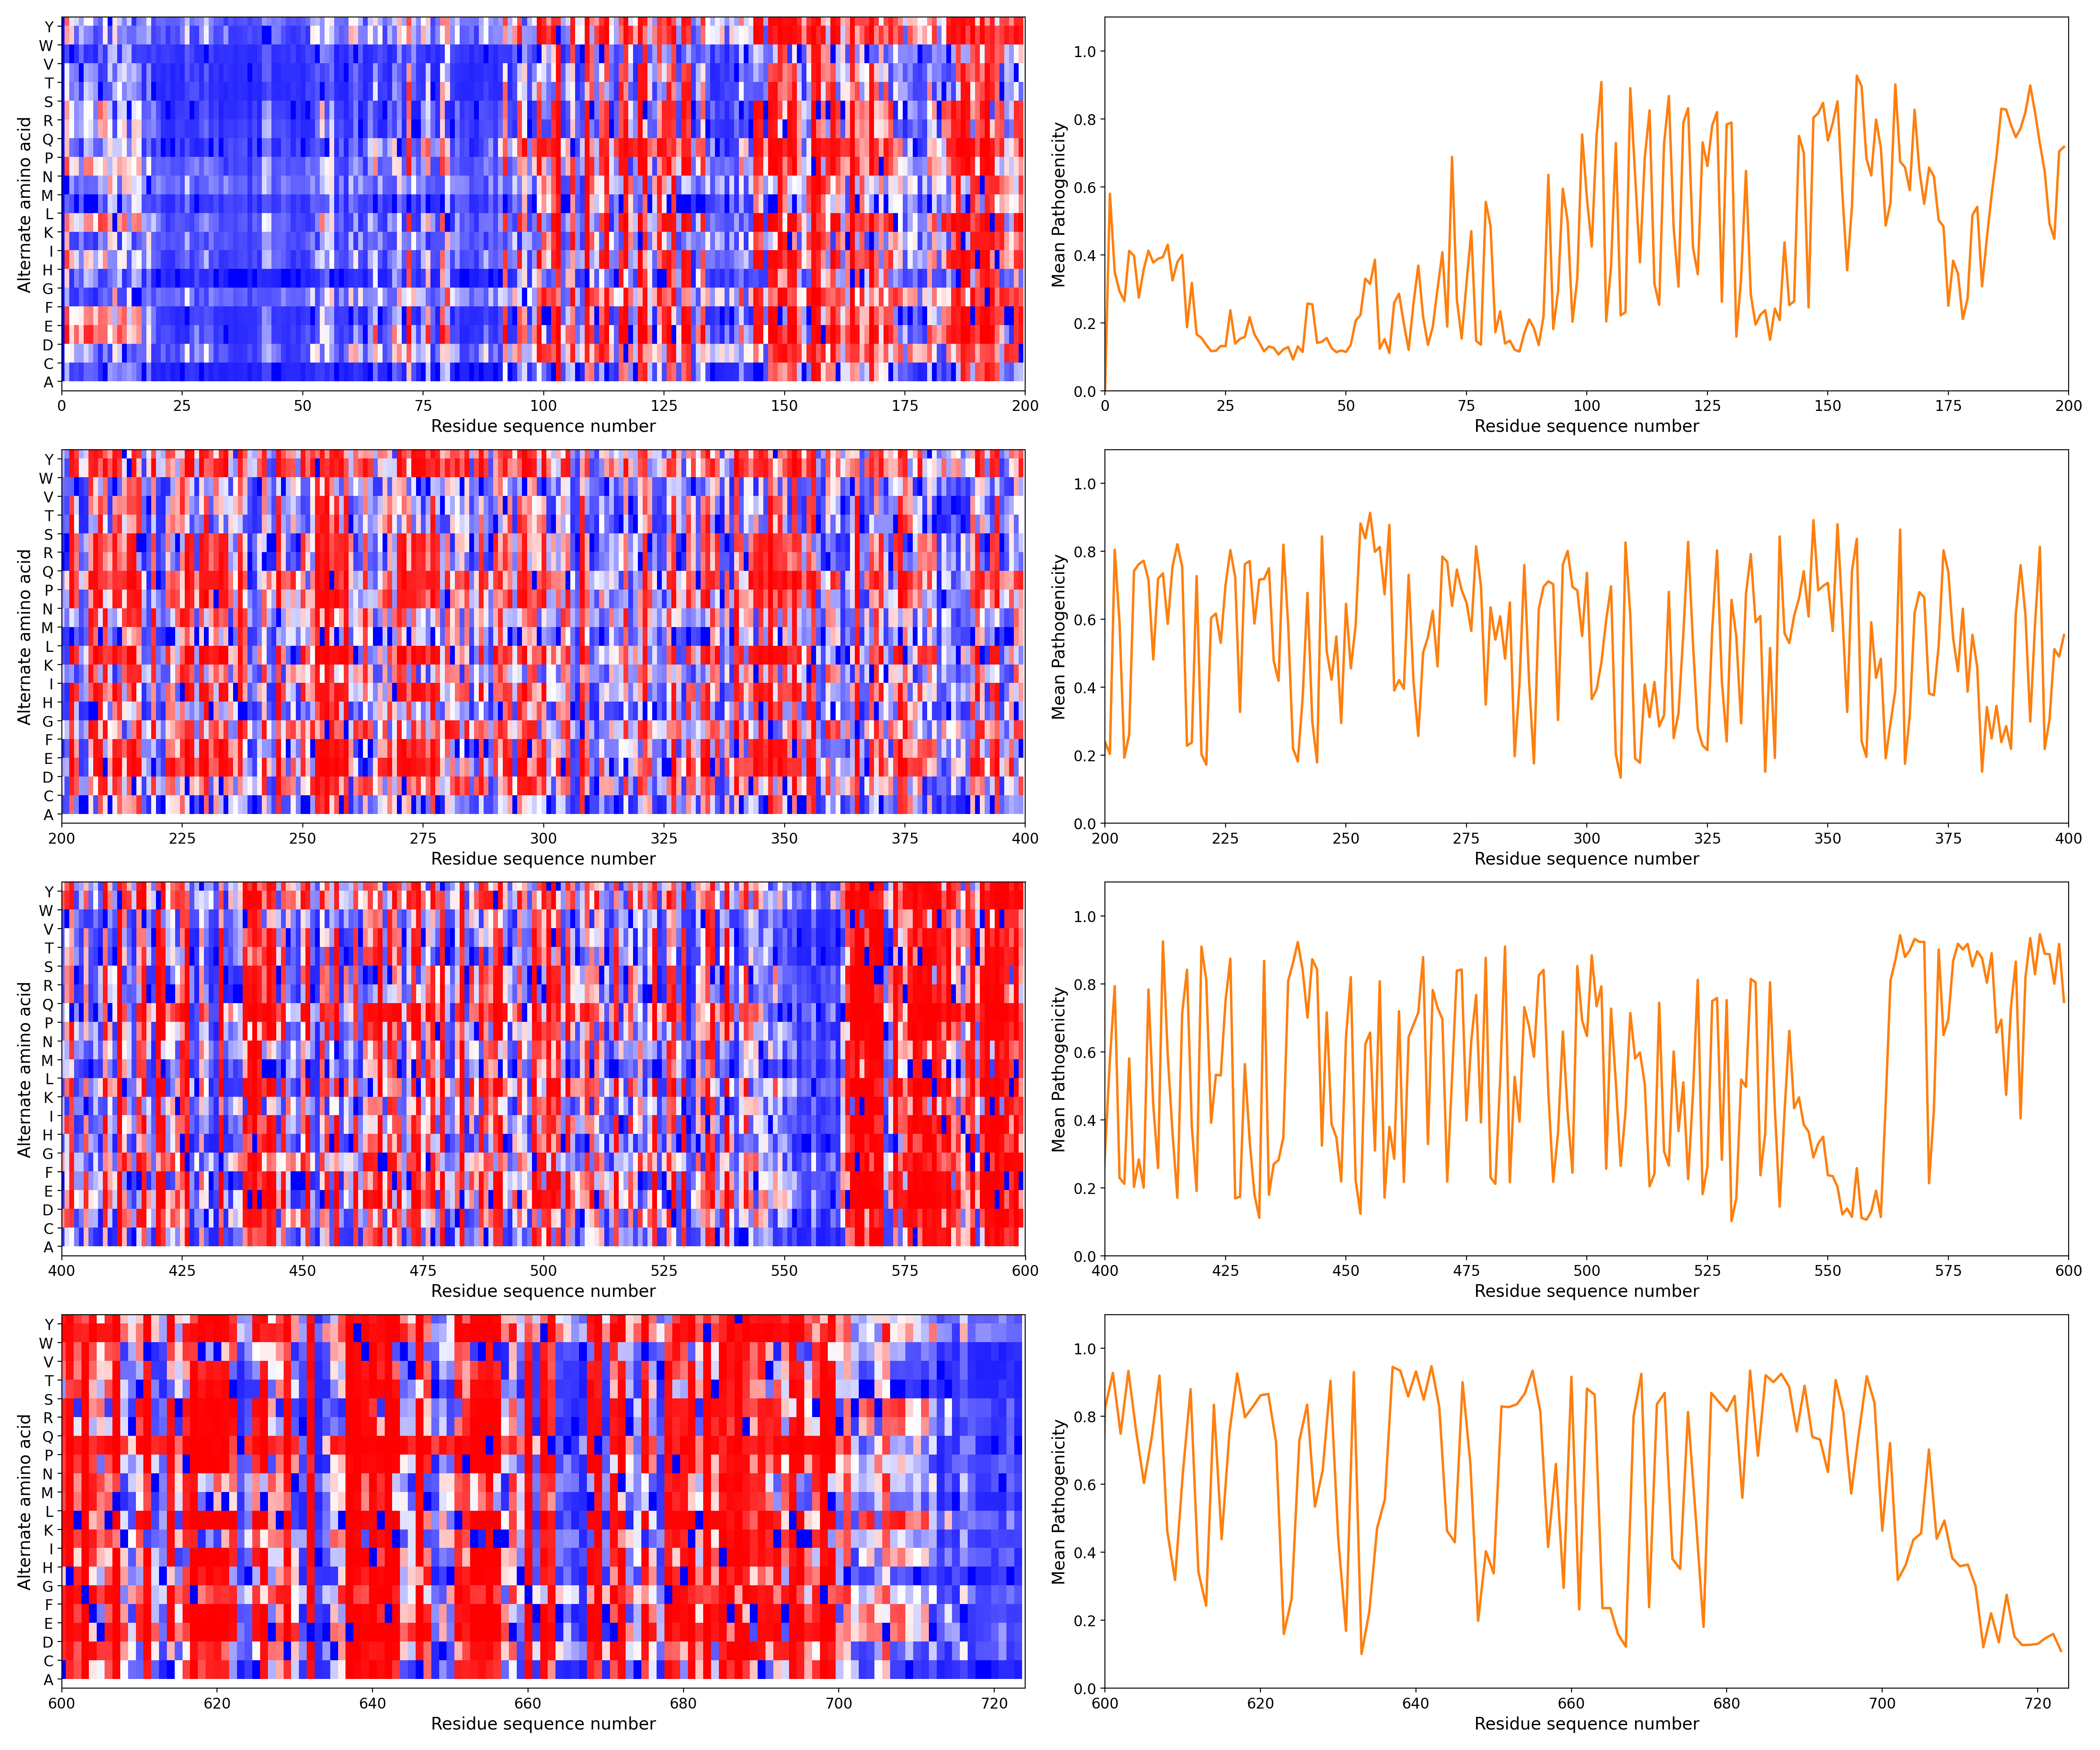 Y
W
V
T
S
R
Q
P
N
M
L
K
I
H
G
F
E
D
C
A
Alternate amino acid
0 25 50 75 100 125 150 175 200
Residue sequence number
1.0
0.8
0.6
0.4
0.2
0.0
Mean Pathogenicity
0 25 50 75 100 125 150 175 200
Residue sequence number
Y
W
V
T
S
R
Q
P
N
M
L
K
I
H
G
F
E
D
C
A
Alternate amino acid
200 225 250 275 300 325 350 375 400
Residue sequence number
1.0
0.8
0.6
0.4
0.2
0.0
Mean Pathogenicity
200 225 250 275 300 325 350 375 400
Residue sequence number
Y
W
V
T
S
R
Q
P
N
M
L
K
I
H
G
F
E
D
C
A
Alternate amino acid
400 425 450 475 500 525 550 575 600
Residue sequence number
1.0
0.8
0.6
0.4
0.2
0.0
Mean Pathogenicity
400 425 450 475 500 525 550 575 600
Residue sequence number
Y
W
V
T
S
R
Q
P
N
M
L
K
I
H
G
F
E
D
C
A
Alternate amino acid
600 620 640 660 680 700 720
Residue sequence number
1.0
0.8
0.6
0.4
0.2
0.0
Mean Pathogenicity
600 620 640 660 680 700 720
Residue sequence number